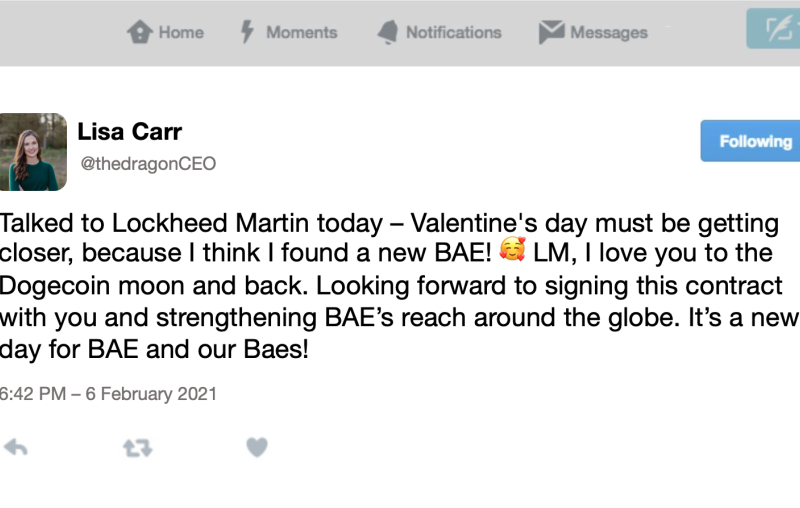 Home Moments Notifications Messages
Lisa Carr
@thedragonCEO
Following
Talked to Lockheed Martin today – Valentine's day must be getting
closer, because I think I found a new BAE! 🥰 LM, I love you to the
Dogecoin moon and back. Looking forward to signing this contract
with you and strengthening BAE’s reach around the globe. It’s a new
day for BAE and our Baes!
6:42 PM – 6 February 2021